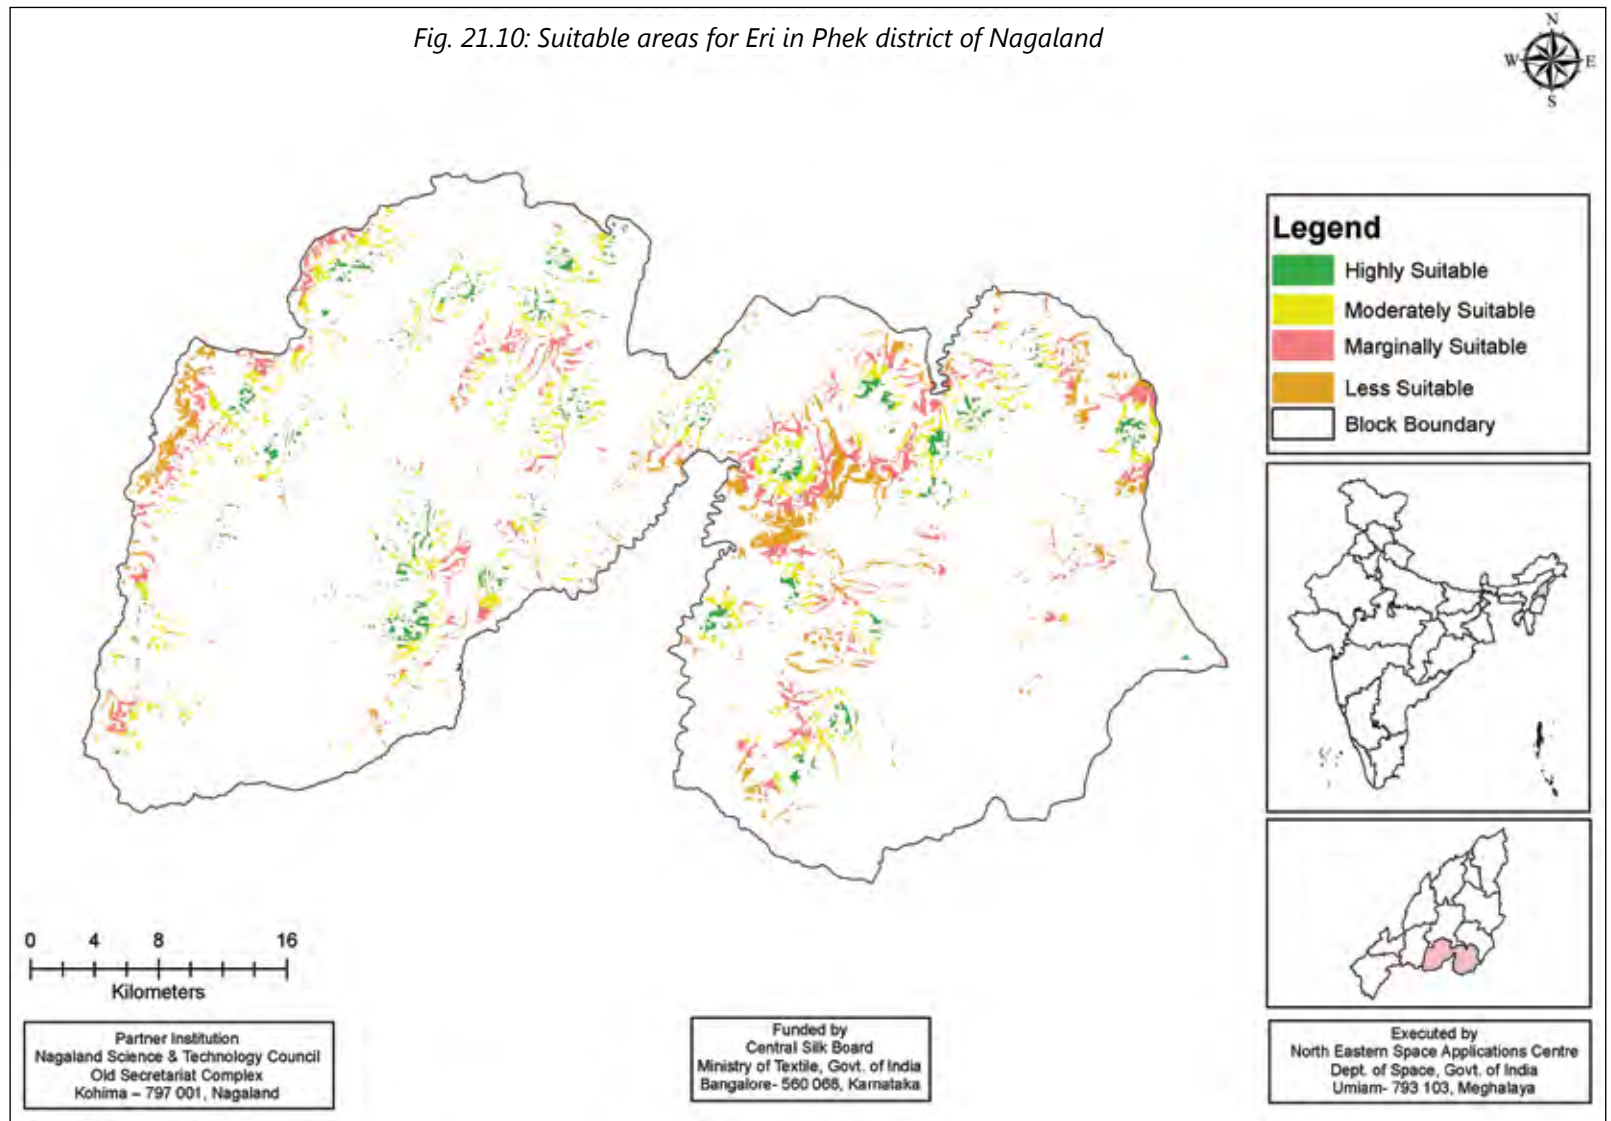 Fig. 21.10: Suitable areas for Eri in Phek district of Nagaland
N
W
E
S
Legend
Highly Suitable
Moderately Suitable
Marginally Suitable
Less Suitable
Block Boundary
0 4 8 16
Kilometers
Partner Institution
Nagaland Science & Technology Council
Old Secretariat Complex
Kohima – 797 001, Nagaland
Funded by
Central Silk Board
Ministry of Textile, Govt. of India
Bangalore- 560 068, Karnataka
Executed by
North Eastern Space Applications Centre
Dept. of Space, Govt. of India
Umiam- 793 103, Meghalaya